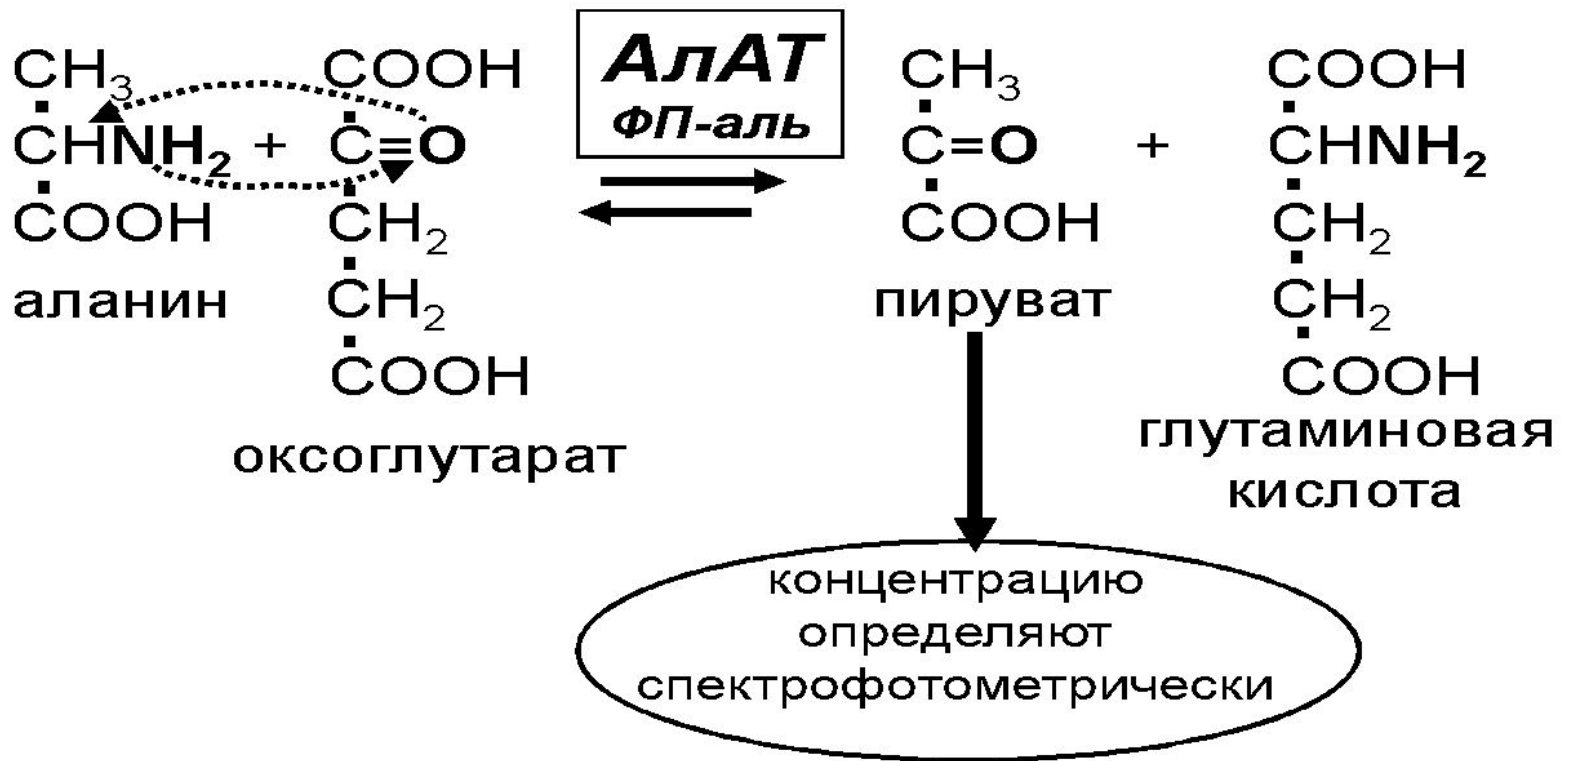 CH₃
CHNH₂
COOH
аланин
+
COOH
C=O
CH₂
CH₂
COOH
оксоглутарат
АлАТ
ФП-аль
CH₃
C=O
COOH
пируват
+
COOH
CHNH₂
CH₂
CH₂
COOH
глутаминовая
кислота
концентрацию
определяют
спектрофотометрически